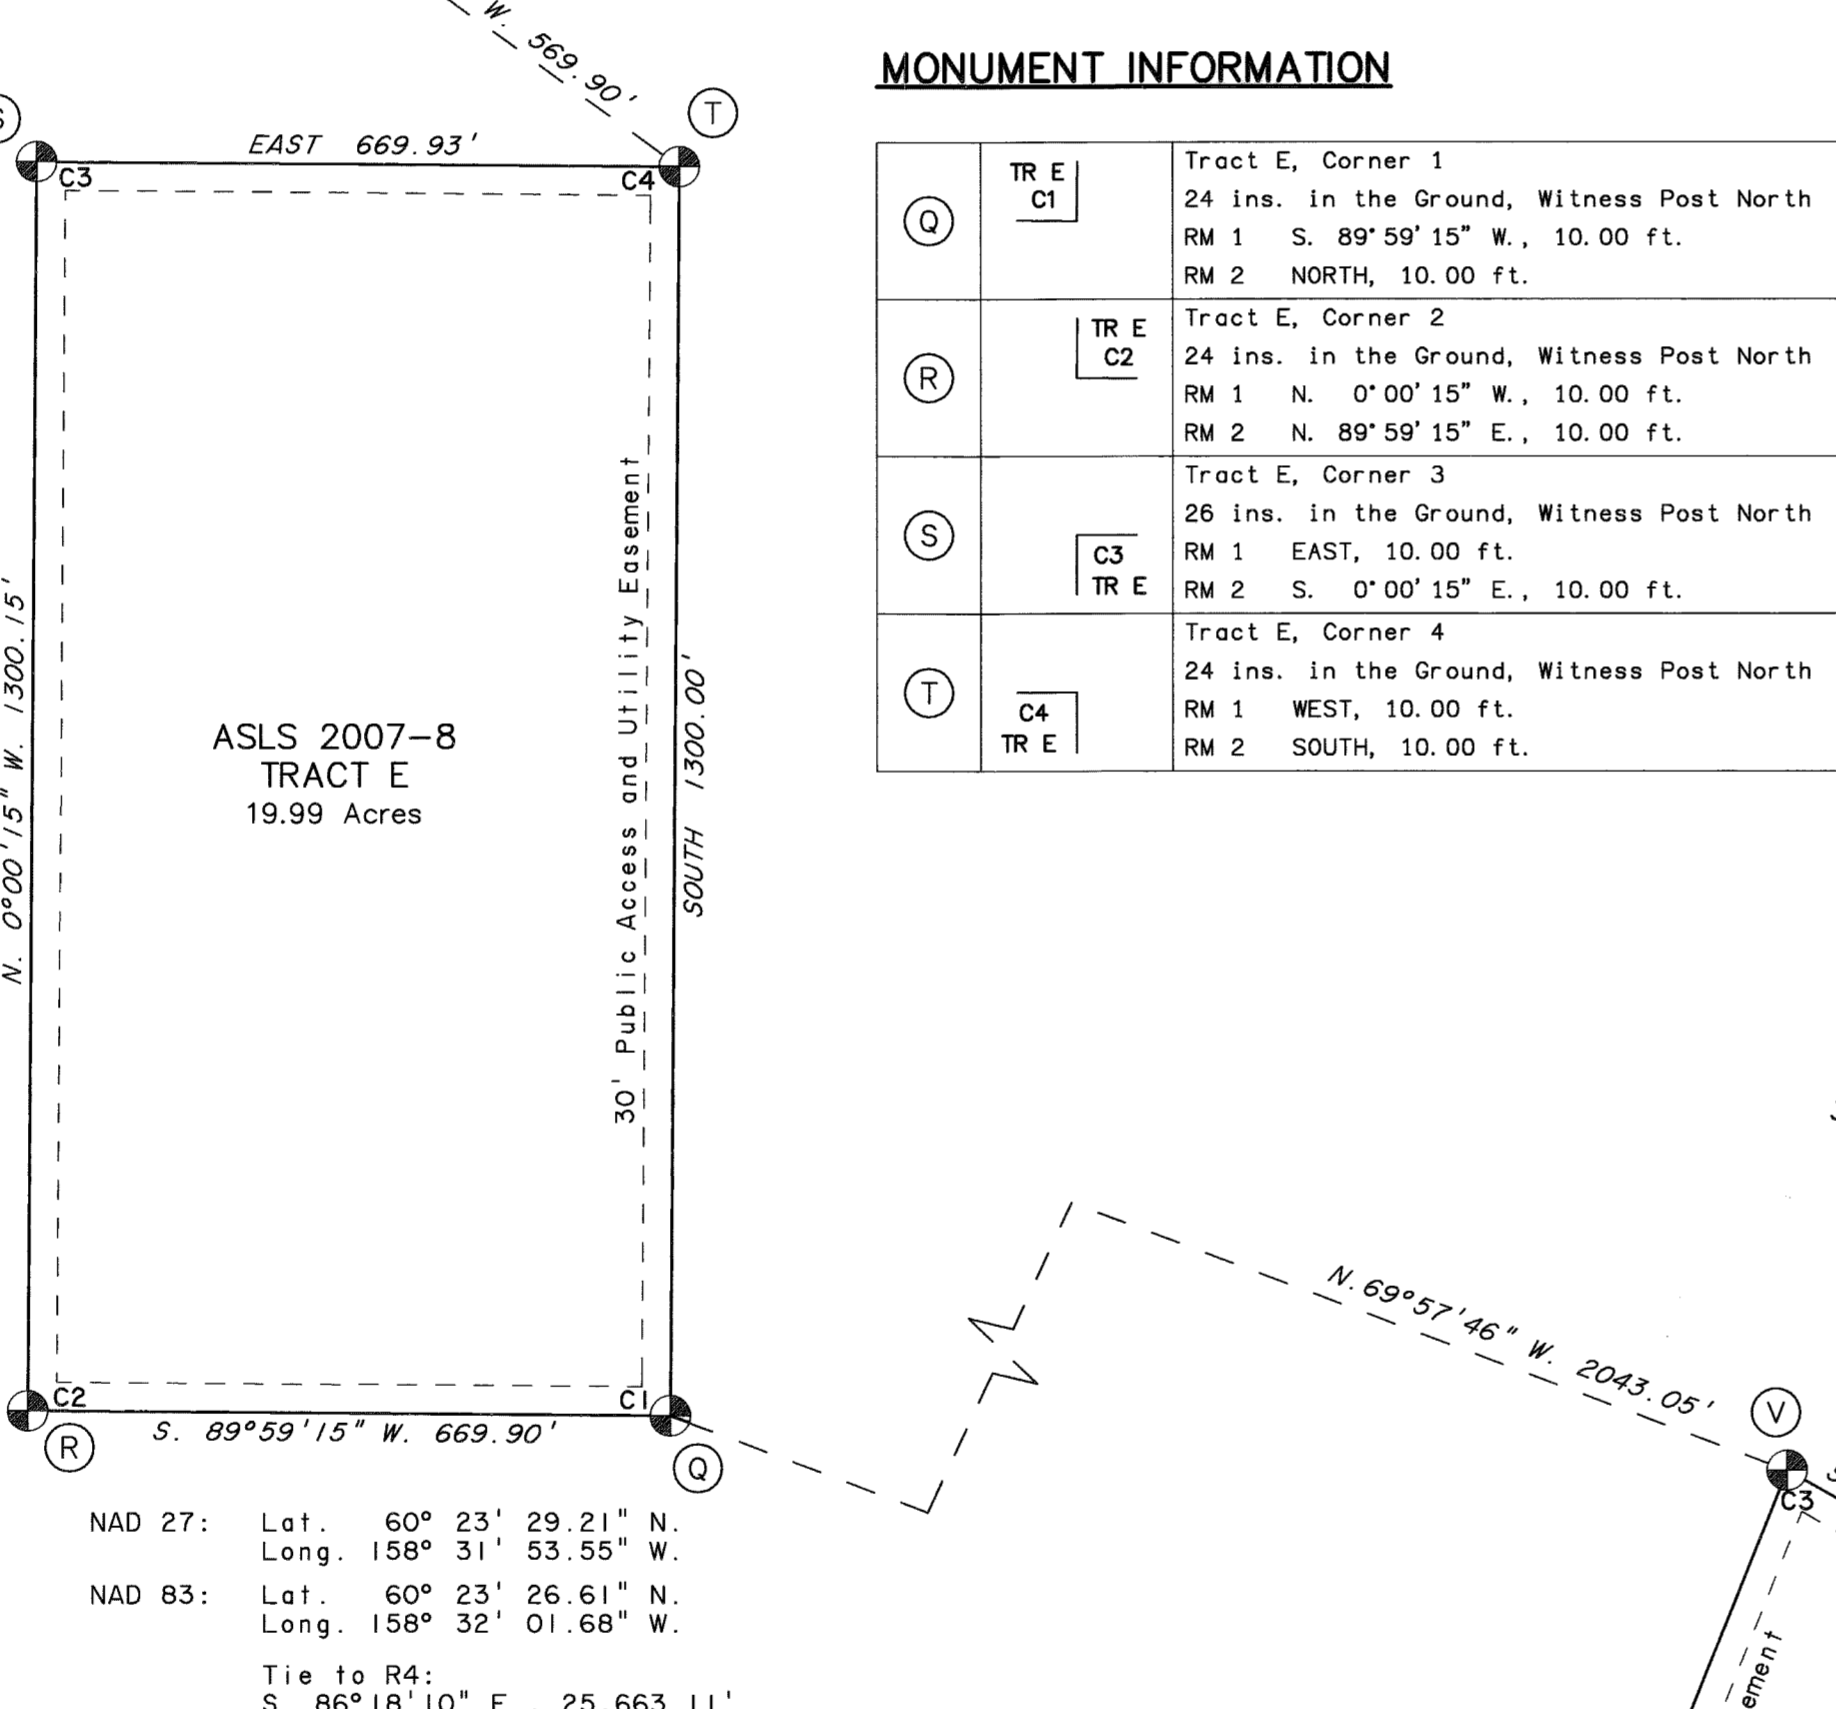 W. 569.90'
S
T
EAST 669.93'
C3
C4
N. 0°00'15" W. 1300.15'
30' Public Access and Utility Easement
SOUTH 1300.00'
ASLS 2007-8
TRACT E
19.99 Acres
C2
C1
R
S. 89°59'15" W. 669.90'
Q
NAD 27: Lat. 60° 23' 29.21" N.
Long. 158° 31' 53.55" W.
NAD 83: Lat. 60° 23' 26.61" N.
Long. 158° 32' 01.68" W.
Tie to R4:
S. 86°18'10" E., 25,663.11'
MONUMENT INFORMATION
Q
TR E
C1
Tract E, Corner 1
24 ins. in the Ground, Witness Post North
RM 1 S. 89°59'15" W., 10.00 ft.
RM 2 NORTH, 10.00 ft.
R
TR E
C2
Tract E, Corner 2
24 ins. in the Ground, Witness Post North
RM 1 N. 0°00'15" W., 10.00 ft.
RM 2 N. 89°59'15" E., 10.00 ft.
S
C3
TR E
Tract E, Corner 3
26 ins. in the Ground, Witness Post North
RM 1 EAST, 10.00 ft.
RM 2 S. 0°00'15" E., 10.00 ft.
T
C4
TR E
Tract E, Corner 4
24 ins. in the Ground, Witness Post North
RM 1 WEST, 10.00 ft.
RM 2 SOUTH, 10.00 ft.
N. 69°57'46" W. 2043.05'
V
C3
ement